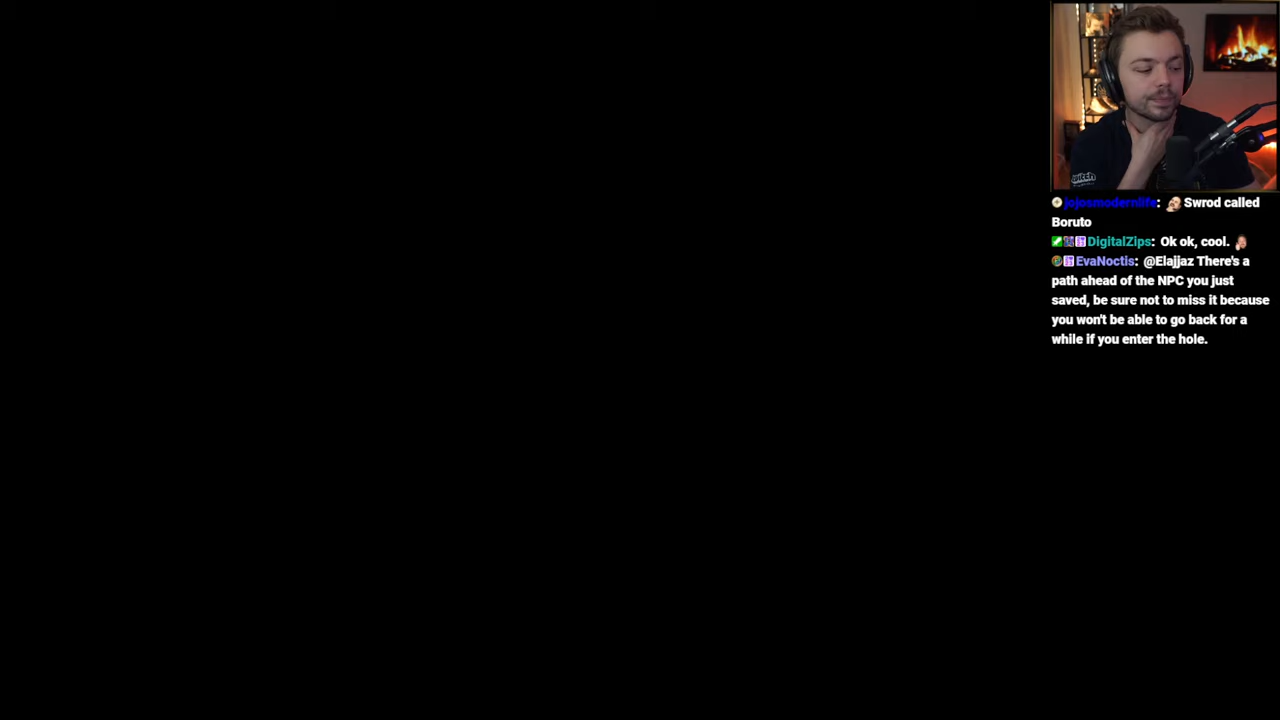 jojosmodernlife: Swrod called
Boruto
DigitalZips: Ok ok, cool.
EvaNoctis: @Elajjaz There's a
path ahead of the NPC you just
saved, be sure not to miss it because
you won't be able to go back for a
while if you enter the hole.